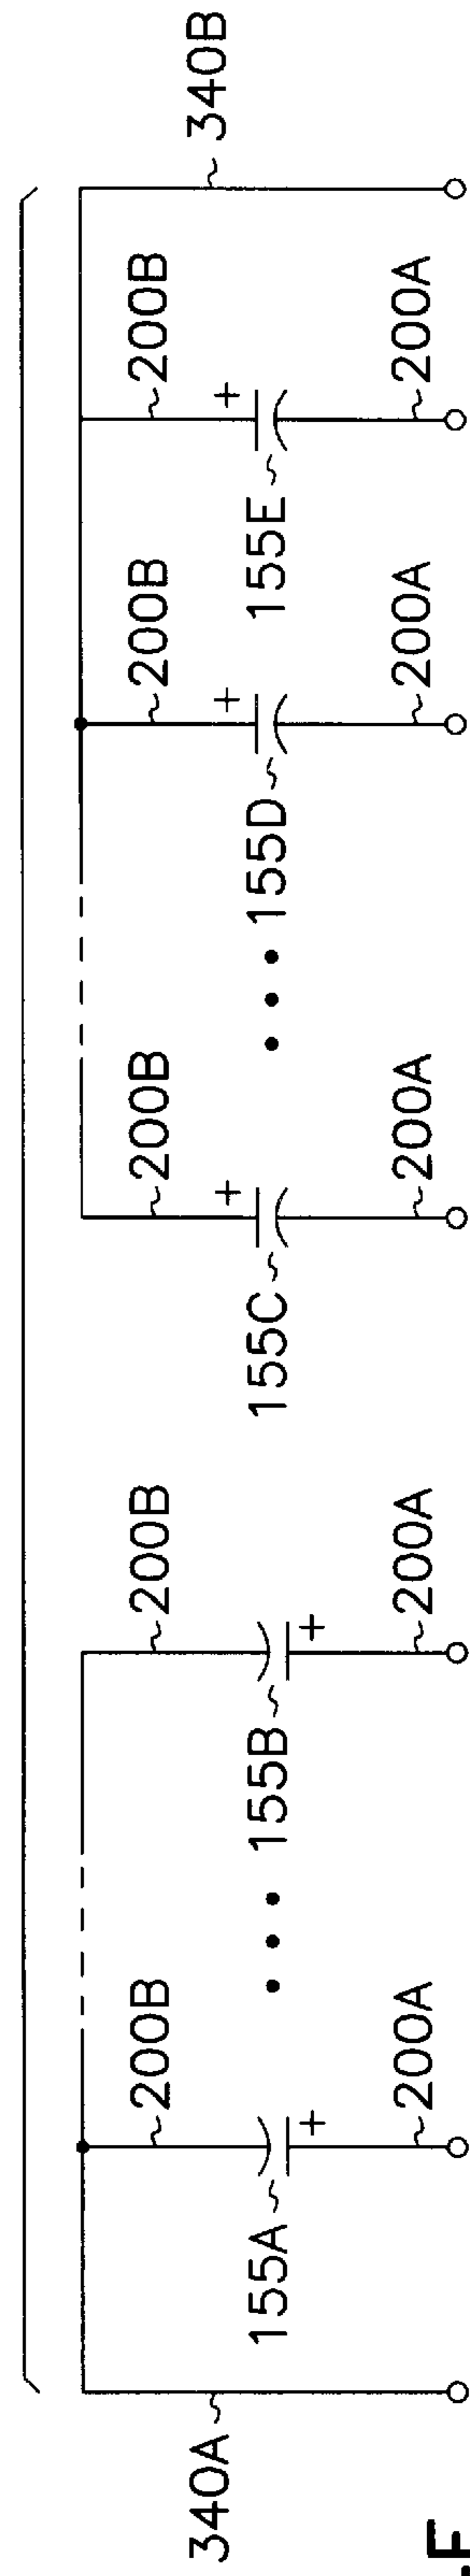 200B 200B 200B 200B 200B
340A 340B
+ + +
155A • • • 155B 155C • • • 155D 155E
+ +
200A 200A 200A 200A 200A
F